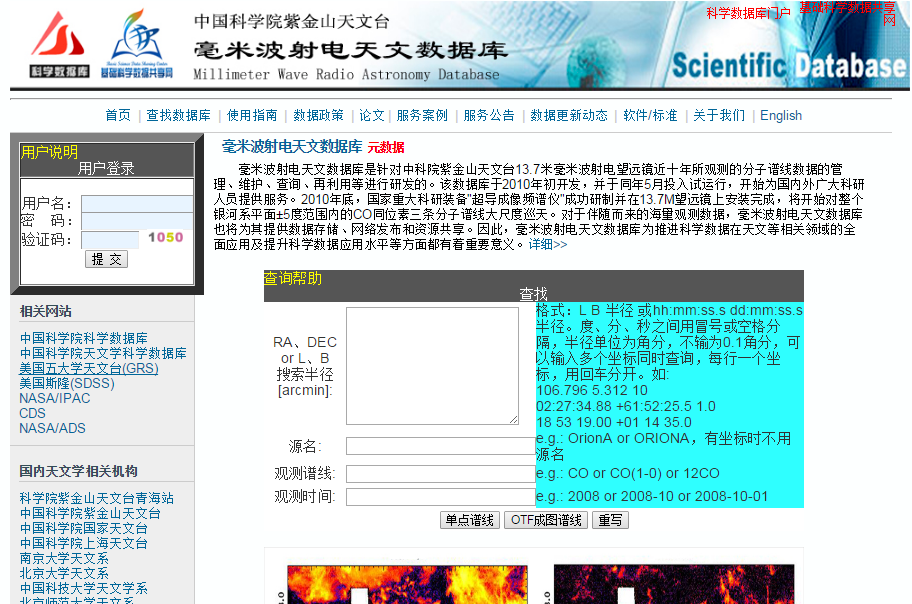 科学数据库
基础科学数据共享网
Basic Science Data Sharing Center
中国科学院紫金山天文台
毫米波射电天文数据库
Millimeter Wave Radio Astronomy Database
科学数据库门户
基础科学数据共享
网
Scientific Database
首页 | 查找数据库 | 使用指南 | 数据政策 | 论文 | 服务案例 | 服务公告 | 数据更新动态 | 软件/标准 | 关于我们 | English
用户说明
用户登录
用户名:
密 码:
验证码: 1050
提 交
相关网站
中国科学院科学数据库
中国科学院天文学科学数据库
美国五大学天文台(GRS)
美国斯隆(SDSS)
NASA/IPAC
CDS
NASA/ADS
国内天文学相关机构
科学院紫金山天文台青海站
中国科学院紫金山天文台
中国科学院国家天文台
中国科学院上海天文台
南京大学天文系
北京大学天文系
中国科技大学天文学系
北京师范大学天文系
毫米波射电天文数据库 元数据
毫米波射电天文数据库是针对中科院紫金山天文台13.7米毫米波射电望远镜近十年所观测的分子谱线数据的管
理、维护、查询、再利用等进行研发的。该数据库于2010年初开发，并于同年5月投入试运行，开始为国内外广大科研
人员提供服务。2010年底，国家重大科研装备"超导成像频谱仪"成功研制并在13.7M望远镜上安装完成，将开始对整个
银河系平面±5度范围内的CO同位素三条分子谱线大尺度巡天。对于伴随而来的海量观测数据，毫米波射电天文数据库
也将为其提供数据存储、网络发布和资源共享。因此，毫米波射电天文数据库为推进科学数据在天文等相关领域的全
面应用及提升科学数据应用水平等方面都有着重要意义。详细>>
查询帮助
查找
RA、DEC
or L、B
搜索半径
[arcmin]:
格式：L B 半径 或hh:mm:ss.s dd:mm:ss.s
半径。度、分、秒之间用冒号或空格分
隔，半径单位为角分，不输为0.1角分，可
以输入多个坐标同时查询，每行一个坐
标，用回车分开。如:
106.796 5.312 10
02:27:34.88 +61:52:25.5 1.0
18 53 19.00 +01 14 35.0
源名:
e.g.: OrionA or ORIONA，有坐标时不用
源名
观测谱线:
e.g.: CO or CO(1-0) or 12CO
观测时间:
e.g.: 2008 or 2008-10 or 2008-10-01
单点谱线 OTF成图谱线 重写